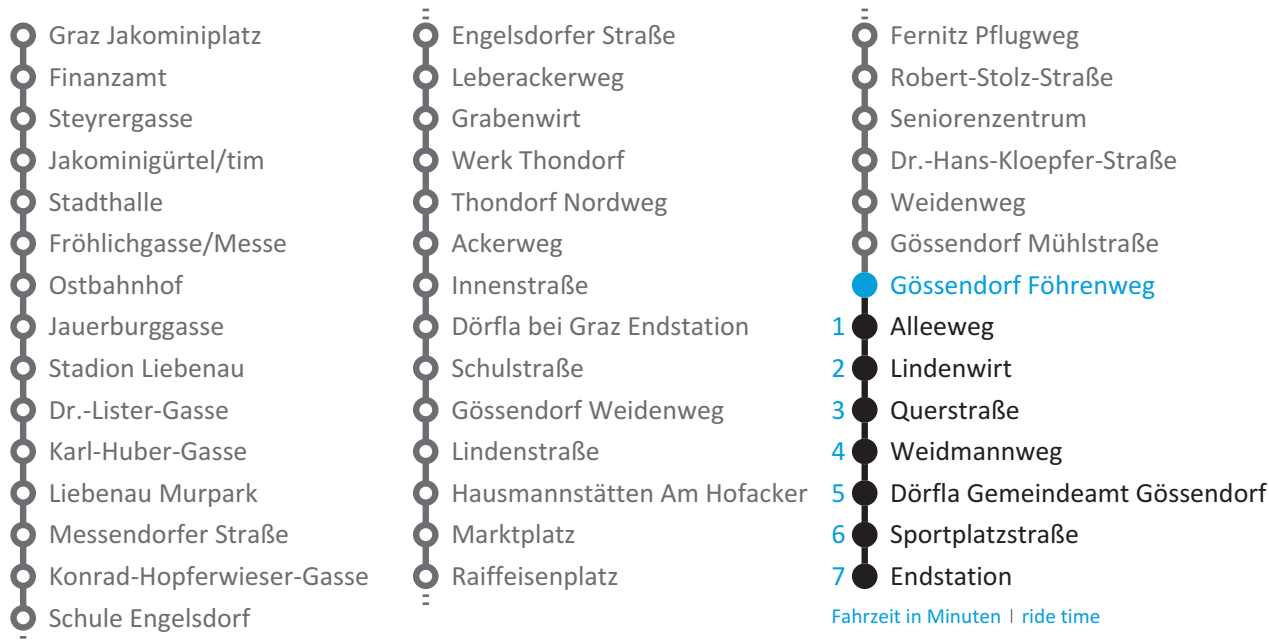 Graz Jakominiplatz
Finanzamt
Steyrergasse
Jakominigürtel/tim
Stadthalle
Fröhlichgasse/Messe
Ostbahnhof
Jauerburggasse
Stadion Liebenau
Dr.-Lister-Gasse
Karl-Huber-Gasse
Liebenau Murpark
Messendorfer Straße
Konrad-Hopferwieser-Gasse
Schule Engelsdorf
Engelsdorfer Straße
Leberackerweg
Grabenwirt
Werk Thondorf
Thondorf Nordweg
Ackerweg
Innenstraße
Dörfla bei Graz Endstation
Schulstraße
Gössendorf Weidenweg
Lindenstraße
Hausmannstätten Am Hofacker
Marktplatz
Raiffeisenplatz
Fernitz Pflugweg
Robert-Stolz-Straße
Seniorenzentrum
Dr.-Hans-Kloepfer-Straße
Weidenweg
Gössendorf Mühlstraße
Gössendorf Föhrenweg
1 Alleeweg
2 Lindenwirt
3 Querstraße
4 Weidmannweg
5 Dörfla Gemeindeamt Gössendorf
6 Sportplatzstraße
7 Endstation
Fahrzeit in Minuten | ride time